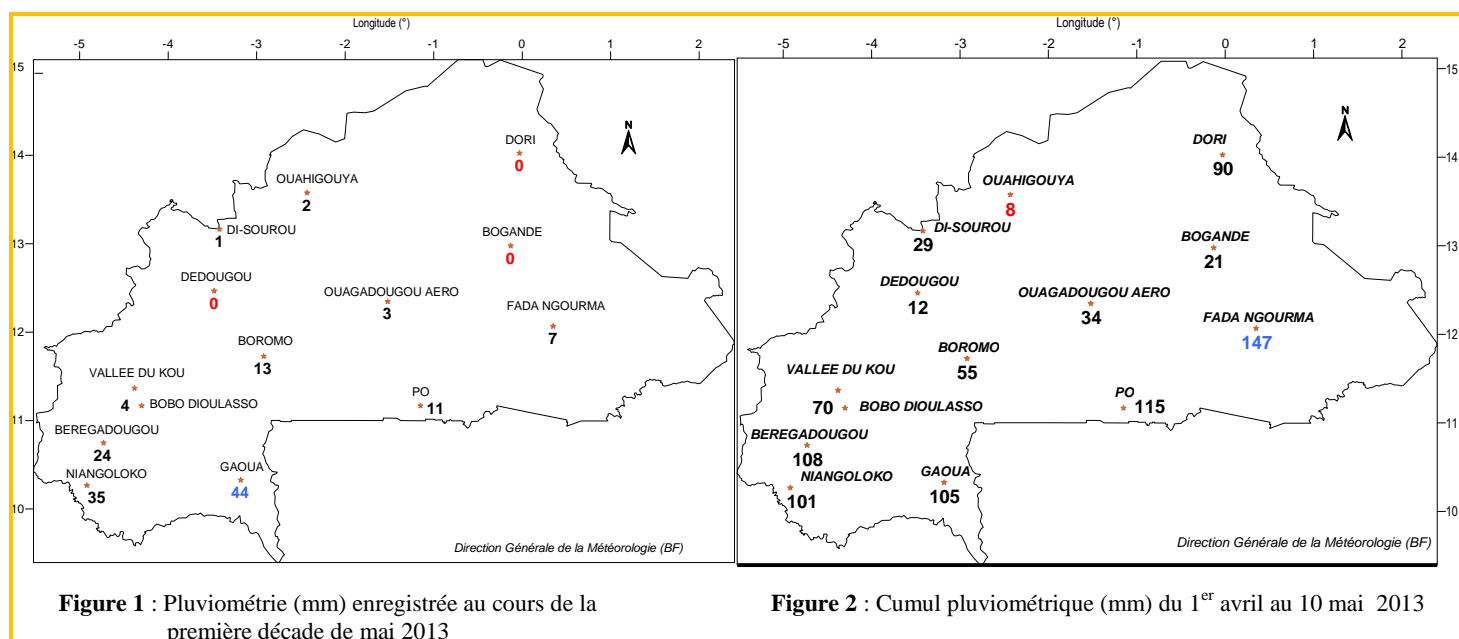 Longitude (°)
-5 -4 -3 -2 -1 0 1 2
15
14
13
12
11
10
N
DORI
0
OUAHIGOUYA
2
DI-SOUROU
1
BOGANDE
0
DEDOUGOU
0
OUAGADOUGOU AERO
3
FADA NGOURMA
7
BOROMO
13
VALLEE DU KOU
4 BOBO DIOULASSO
PO
11
BEREGADOUGOU
24
NIANGOLOKO
35
GAOUA
44
Direction Générale de la Météorologie (BF)
Figure 1 : Pluviométrie (mm) enregistrée au cours de la
première décade de mai 2013
Longitude (°)
-5 -4 -3 -2 -1 0 1 2
15
14
13
12
11
10
N
DORI
90
OUAHIGOUYA
8
DI-SOUROU
29
BOGANDE
21
DEDOUGOU
12
OUAGADOUGOU AERO
34
FADA NGOURMA
147
BOROMO
55
VALLEE DU KOU
70 BOBO DIOULASSO
PO
115
BEREGADOUGOU
108
NIANGOLOKO
101
GAOUA
105
Direction Générale de la Météorologie (BF)
Figure 2 : Cumul pluviométrique (mm) du 1er avril au 10 mai 2013